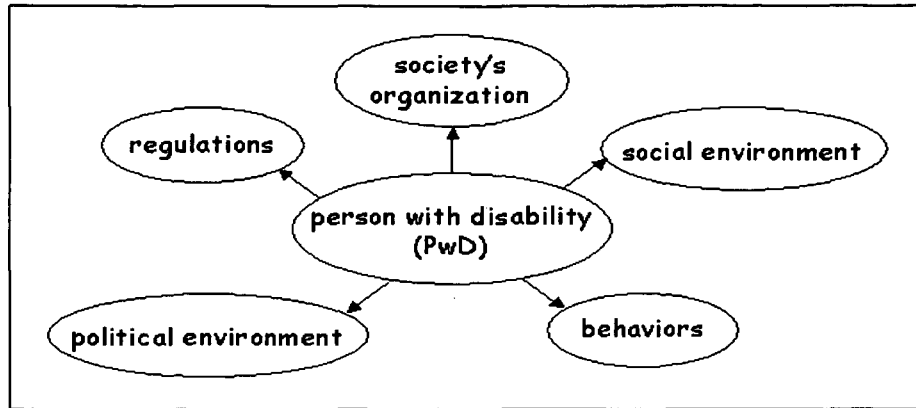 society's
organization
regulations
social environment
person with disability
(PwD)
political environment
behaviors